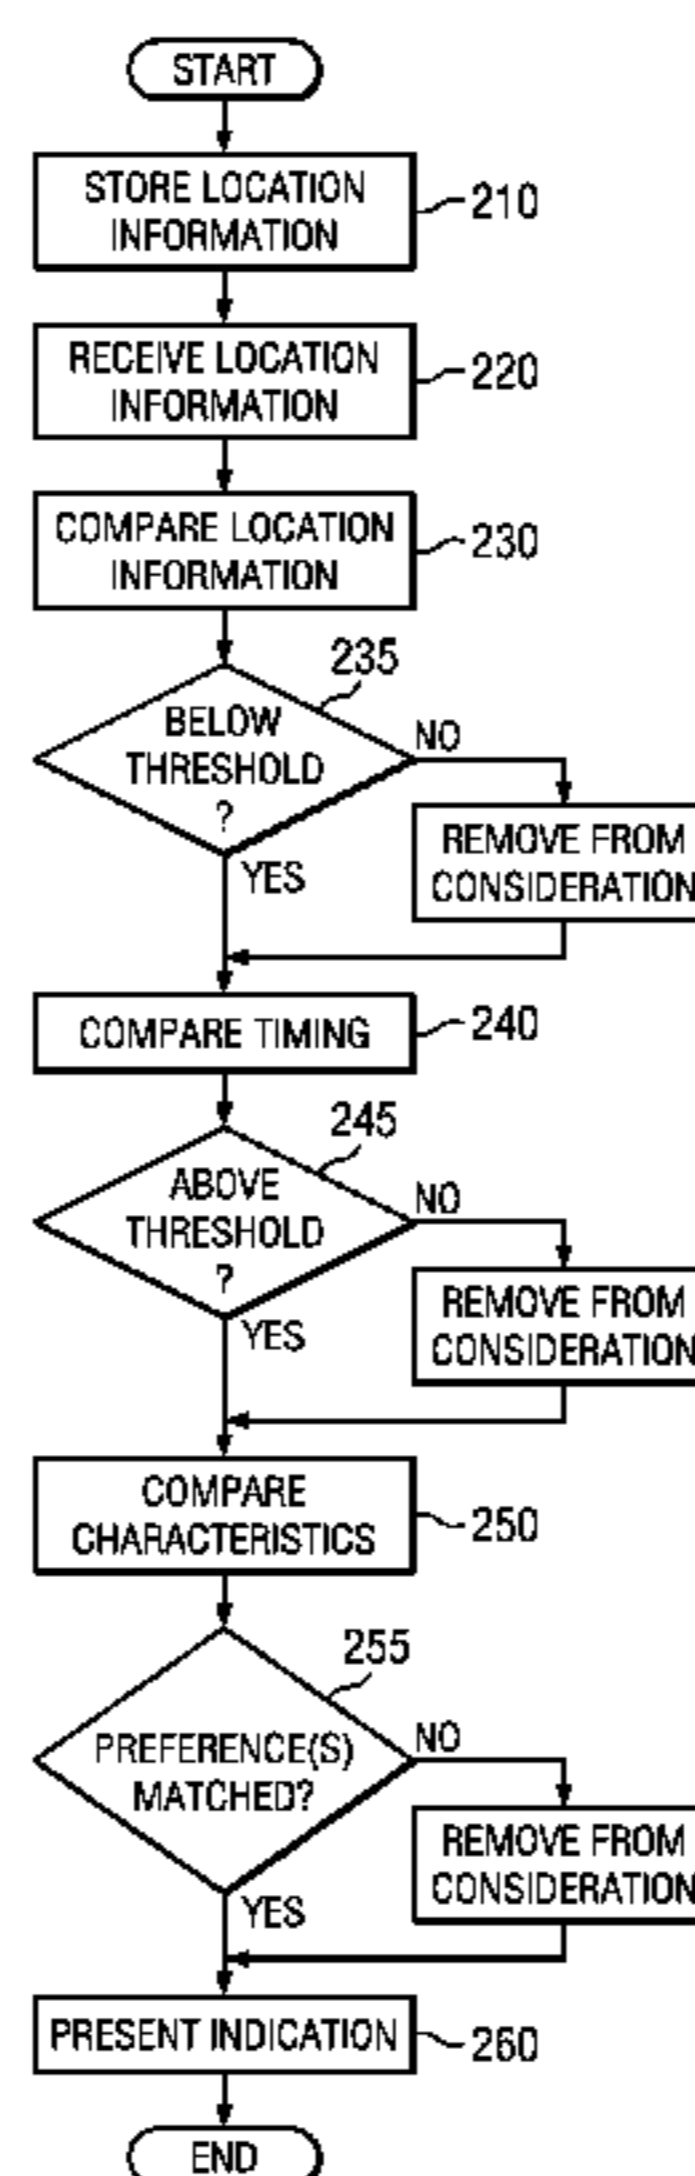 START
STORE LOCATION
INFORMATION
210
RECEIVE LOCATION
INFORMATION
220
COMPARE LOCATION
INFORMATION
230
235
BELOW
THRESHOLD
?
NO
REMOVE FROM
CONSIDERATION
YES
COMPARE TIMING
240
245
ABOVE
THRESHOLD
?
NO
REMOVE FROM
CONSIDERATION
YES
COMPARE
CHARACTERISTICS
250
255
PREFERENCE(S)
MATCHED?
NO
REMOVE FROM
CONSIDERATION
YES
PRESENT INDICATION
260
END